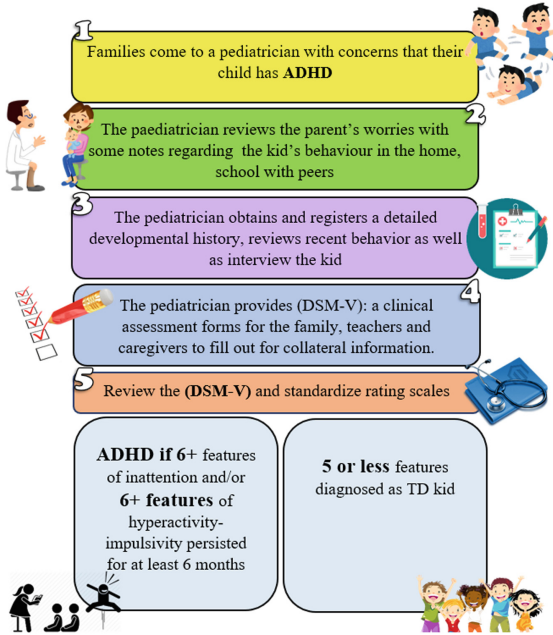 1
Families come to a pediatrician with concerns that their
child has ADHD
2
The paediatrician reviews the parent's worries with
some notes regarding the kid's behaviour in the home,
school with peers
3
The pediatrician obtains and registers a detailed
developmental history, reviews recent behavior as well
as interview the kid
4
The pediatrician provides (DSM-V): a clinical
assessment forms for the family, teachers and
caregivers to fill out for collateral information.
5
Review the (DSM-V) and standardize rating scales
ADHD if 6+ features
of inattention and/or
6+ features of
hyperactivity-
impulsivity persisted
for at least 6 months
5 or less features
diagnosed as TD kid